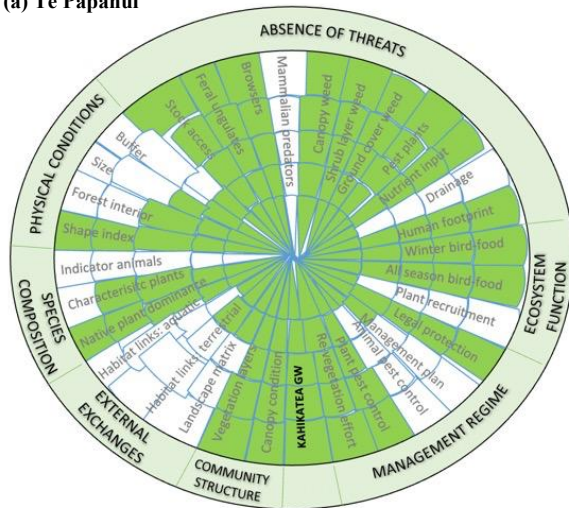 (a) Te Papanui
ABSENCE OF THREATS
PHYSICAL CONDITIONS
SPECIES COMPOSITION
EXTERNAL EXCHANGES
COMMUNITY STRUCTURE
MANAGEMENT REGIME
ECOSYSTEM FUNCTION
Mammalian predators
Canopy weed
Shrub layer weed
Ground cover weed
Pest plants
Nutrient input
Drainage
Human footprint
Winter bird-food
All season bird-food
Plant recruitment
Legal protection
Management plan
Animal pest control
Plant pest control
Revegetation effort
KAHIKATEA GW
Canopy condition
Vegetation layers
Landscape matrix
Habitat links: terrestrial
Habitat links: aquatic
Native plant dominance
Characterisitc plants
Indicator animals
Shape index
Forest interior
Size
Buffer
Stock access
Feral ungulates
Browsers